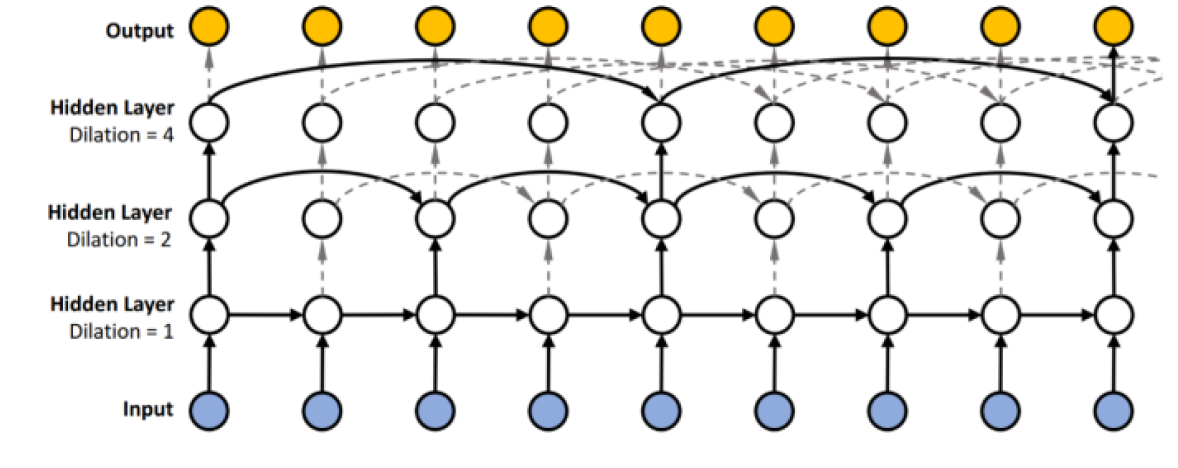 Output
Hidden Layer
Dilation = 4
Hidden Layer
Dilation = 2
Hidden Layer
Dilation = 1
Input